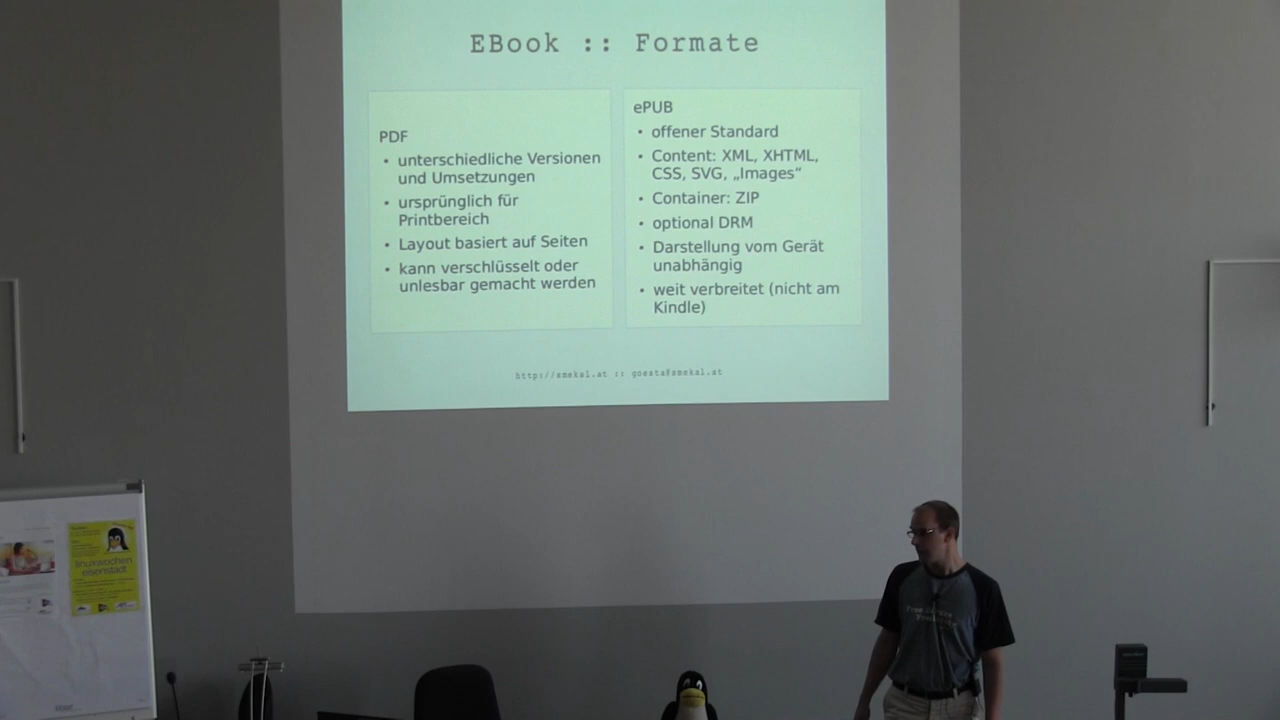 EBook :: Formate
PDF
• unterschiedliche Versionen
und Umsetzungen
• ursprünglich für
Printbereich
• Layout basiert auf Seiten
• kann verschlüsselt oder
unlesbar gemacht werden
ePUB
• offener Standard
• Content: XML, XHTML,
CSS, SVG, „Images“
• Container: ZIP
• optional DRM
• Darstellung vom Gerät
unabhängig
• weit verbreitet (nicht am
Kindle)
http://smekal.at :: goesta@smekal.at
linuxwochen
eisenstadt